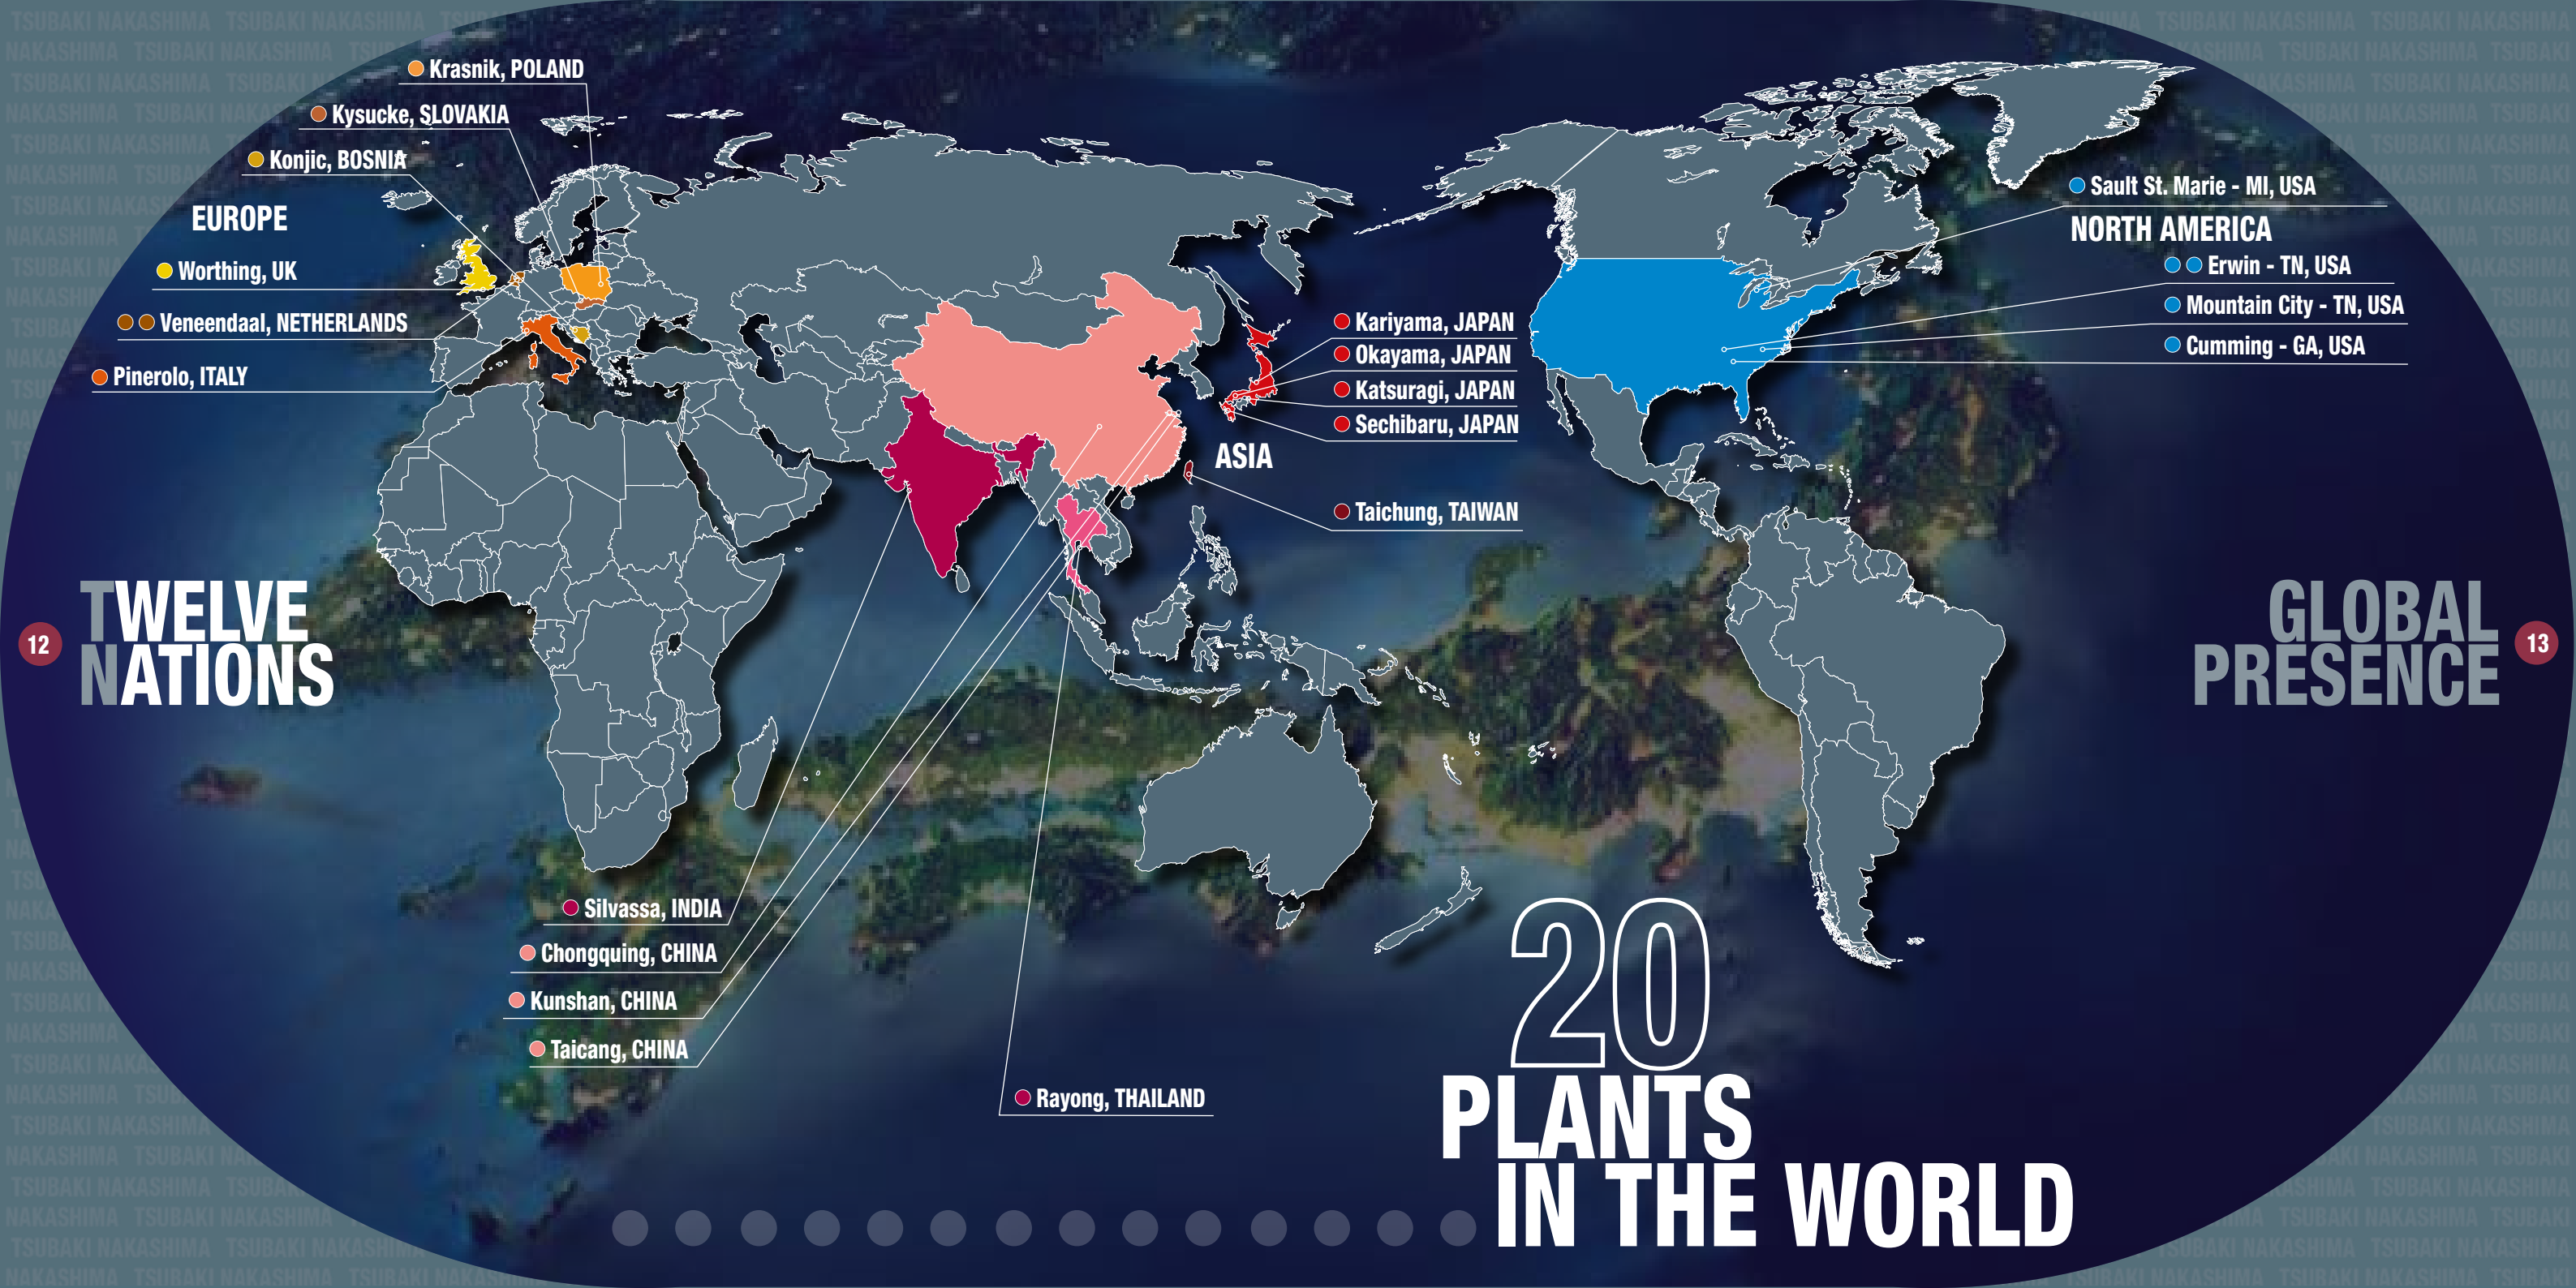 Krasnik, POLAND
Kysucke, SLOVAKIA
Konjic, BOSNIA
EUROPE
Worthing, UK
Veneendaal, NETHERLANDS
Pinerolo, ITALY
Sault St. Marie - MI, USA
NORTH AMERICA
Erwin - TN, USA
Mountain City - TN, USA
Cumming - GA, USA
Kariyama, JAPAN
Okayama, JAPAN
Katsuragi, JAPAN
Sechibaru, JAPAN
ASIA
Taichung, TAIWAN
12
TWELVE
NATIONS
GLOBAL
PRESENCE
13
Silvassa, INDIA
Chongquing, CHINA
Kunshan, CHINA
Taicang, CHINA
Rayong, THAILAND
20
PLANTS
IN THE WORLD
TSUBAKI NAKASHIMA